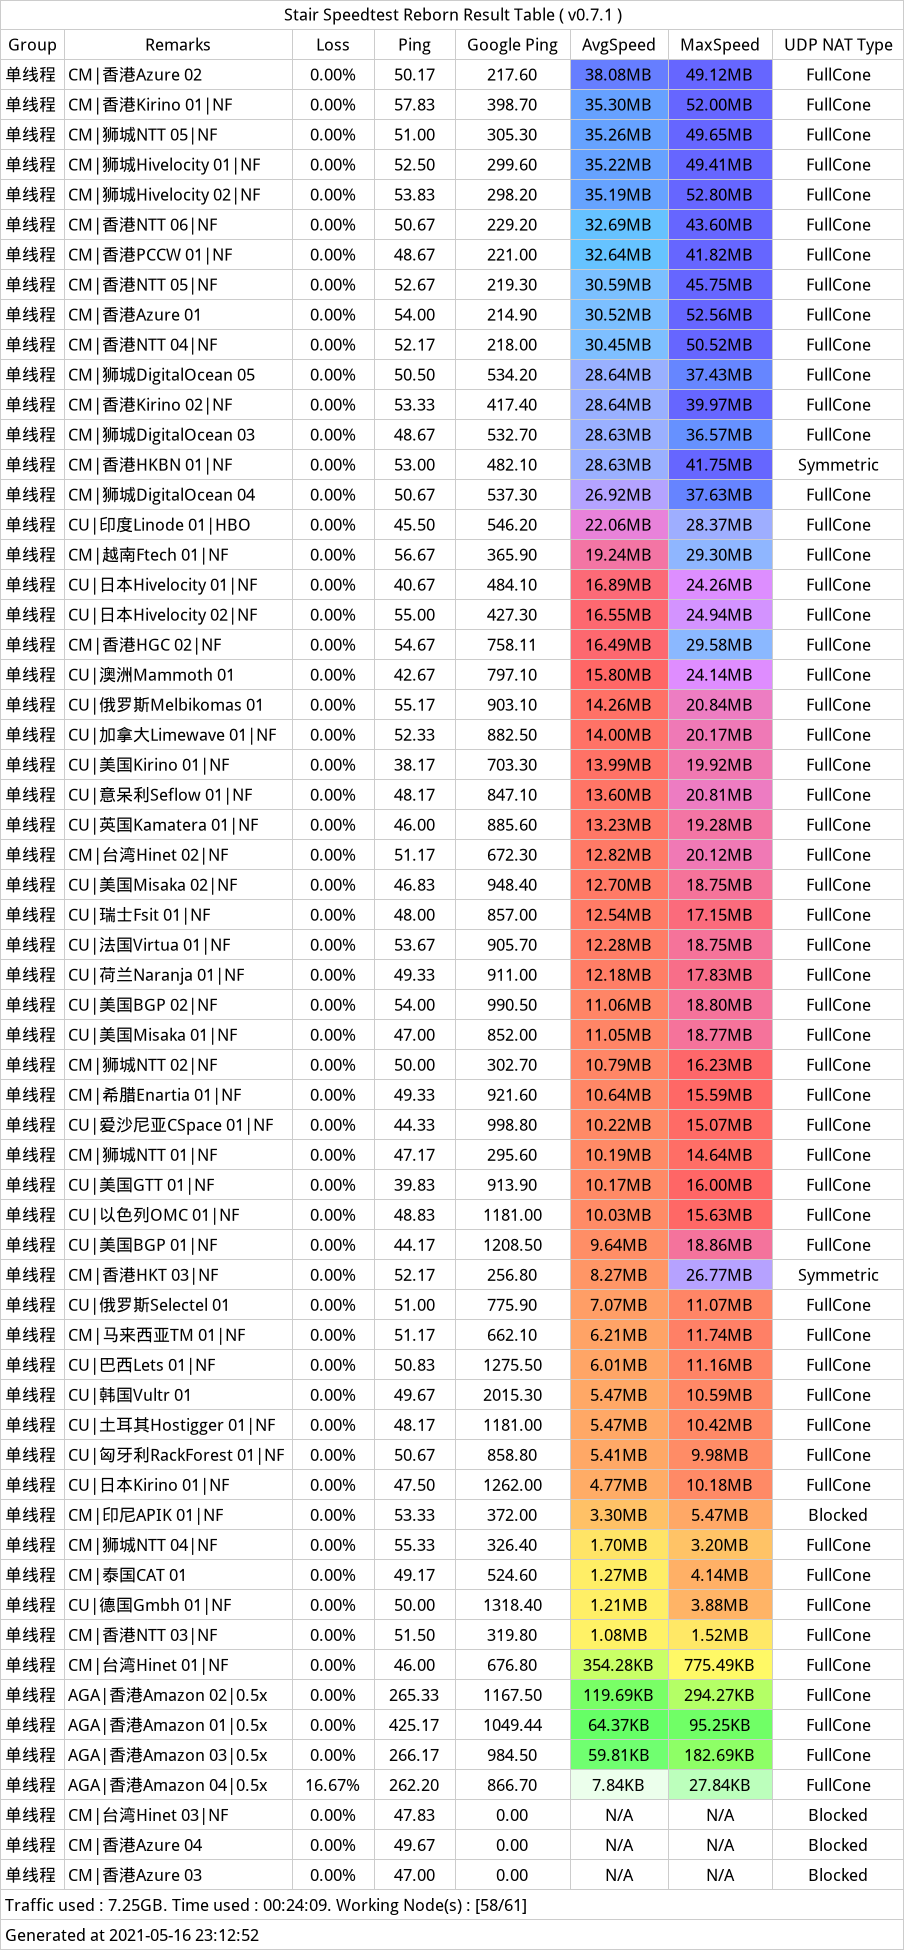 Stair Speedtest Reborn Result Table ( v0.7.1 )
Group Remarks Loss Ping Google Ping AvgSpeed MaxSpeed UDP NAT Type
单线程 CM|香港Azure 02 0.00% 50.17 217.60 38.08MB 49.12MB FullCone
单线程 CM|香港Kirino 01|NF 0.00% 57.83 398.70 35.30MB 52.00MB FullCone
单线程 CM|狮城NTT 05|NF 0.00% 51.00 305.30 35.26MB 49.65MB FullCone
单线程 CM|狮城Hivelocity 01|NF 0.00% 52.50 299.60 35.22MB 49.41MB FullCone
单线程 CM|狮城Hivelocity 02|NF 0.00% 53.83 298.20 35.19MB 52.80MB FullCone
单线程 CM|香港NTT 06|NF 0.00% 50.67 229.20 32.69MB 43.60MB FullCone
单线程 CM|香港PCCW 01|NF 0.00% 48.67 221.00 32.64MB 41.82MB FullCone
单线程 CM|香港NTT 05|NF 0.00% 52.67 219.30 30.59MB 45.75MB FullCone
单线程 CM|香港Azure 01 0.00% 54.00 214.90 30.52MB 52.56MB FullCone
单线程 CM|香港NTT 04|NF 0.00% 52.17 218.00 30.45MB 50.52MB FullCone
单线程 CM|狮城DigitalOcean 05 0.00% 50.50 534.20 28.64MB 37.43MB FullCone
单线程 CM|香港Kirino 02|NF 0.00% 53.33 417.40 28.64MB 39.97MB FullCone
单线程 CM|狮城DigitalOcean 03 0.00% 48.67 532.70 28.63MB 36.57MB FullCone
单线程 CM|香港HKBN 01|NF 0.00% 53.00 482.10 28.63MB 41.75MB Symmetric
单线程 CM|狮城DigitalOcean 04 0.00% 50.67 537.30 26.92MB 37.63MB FullCone
单线程 CU|印度Linode 01|HBO 0.00% 45.50 546.20 22.06MB 28.37MB FullCone
单线程 CM|越南Ftech 01|NF 0.00% 56.67 365.90 19.24MB 29.30MB FullCone
单线程 CU|日本Hivelocity 01|NF 0.00% 40.67 484.10 16.89MB 24.26MB FullCone
单线程 CU|日本Hivelocity 02|NF 0.00% 55.00 427.30 16.55MB 24.94MB FullCone
单线程 CM|香港HGC 02|NF 0.00% 54.67 758.11 16.49MB 29.58MB FullCone
单线程 CU|澳洲Mammoth 01 0.00% 42.67 797.10 15.80MB 24.14MB FullCone
单线程 CU|俄罗斯Melbikomas 01 0.00% 55.17 903.10 14.26MB 20.84MB FullCone
单线程 CU|加拿大Limewave 01|NF 0.00% 52.33 882.50 14.00MB 20.17MB FullCone
单线程 CU|美国Kirino 01|NF 0.00% 38.17 703.30 13.99MB 19.92MB FullCone
单线程 CU|意呆利Seflow 01|NF 0.00% 48.17 847.10 13.60MB 20.81MB FullCone
单线程 CU|英国Kamatera 01|NF 0.00% 46.00 885.60 13.23MB 19.28MB FullCone
单线程 CM|台湾Hinet 02|NF 0.00% 51.17 672.30 12.82MB 20.12MB FullCone
单线程 CU|美国Misaka 02|NF 0.00% 46.83 948.40 12.70MB 18.75MB FullCone
单线程 CU|瑞士Fsit 01|NF 0.00% 48.00 857.00 12.54MB 17.15MB FullCone
单线程 CU|法国Virtua 01|NF 0.00% 53.67 905.70 12.28MB 18.75MB FullCone
单线程 CU|荷兰Naranja 01|NF 0.00% 49.33 911.00 12.18MB 17.83MB FullCone
单线程 CU|美国BGP 02|NF 0.00% 54.00 990.50 11.06MB 18.80MB FullCone
单线程 CU|美国Misaka 01|NF 0.00% 47.00 852.00 11.05MB 18.77MB FullCone
单线程 CM|狮城NTT 02|NF 0.00% 50.00 302.70 10.79MB 16.23MB FullCone
单线程 CM|希腊Enartia 01|NF 0.00% 49.33 921.60 10.64MB 15.59MB FullCone
单线程 CU|爱沙尼亚CSpace 01|NF 0.00% 44.33 998.80 10.22MB 15.07MB FullCone
单线程 CM|狮城NTT 01|NF 0.00% 47.17 295.60 10.19MB 14.64MB FullCone
单线程 CU|美国GTT 01|NF 0.00% 39.83 913.90 10.17MB 16.00MB FullCone
单线程 CU|以色列OMC 01|NF 0.00% 48.83 1181.00 10.03MB 15.63MB FullCone
单线程 CU|美国BGP 01|NF 0.00% 44.17 1208.50 9.64MB 18.86MB FullCone
单线程 CM|香港HKT 03|NF 0.00% 52.17 256.80 8.27MB 26.77MB Symmetric
单线程 CU|俄罗斯Selectel 01 0.00% 51.00 775.90 7.07MB 11.07MB FullCone
单线程 CM|马来西亚TM 01|NF 0.00% 51.17 662.10 6.21MB 11.74MB FullCone
单线程 CU|巴西Lets 01|NF 0.00% 50.83 1275.50 6.01MB 11.16MB FullCone
单线程 CU|韩国Vultr 01 0.00% 49.67 2015.30 5.47MB 10.59MB FullCone
单线程 CU|土耳其Hostigger 01|NF 0.00% 48.17 1181.00 5.47MB 10.42MB FullCone
单线程 CU|匈牙利RackForest 01|NF 0.00% 50.67 858.80 5.41MB 9.98MB FullCone
单线程 CU|日本Kirino 01|NF 0.00% 47.50 1262.00 4.77MB 10.18MB FullCone
单线程 CM|印尼APIK 01|NF 0.00% 53.33 372.00 3.30MB 5.47MB Blocked
单线程 CM|狮城NTT 04|NF 0.00% 55.33 326.40 1.70MB 3.20MB FullCone
单线程 CM|泰国CAT 01 0.00% 49.17 524.60 1.27MB 4.14MB FullCone
单线程 CU|德国Gmbh 01|NF 0.00% 50.00 1318.40 1.21MB 3.88MB FullCone
单线程 CM|香港NTT 03|NF 0.00% 51.50 319.80 1.08MB 1.52MB FullCone
单线程 CM|台湾Hinet 01|NF 0.00% 46.00 676.80 354.28KB 775.49KB FullCone
单线程 AGA|香港Amazon 02|0.5x 0.00% 265.33 1167.50 119.69KB 294.27KB FullCone
单线程 AGA|香港Amazon 01|0.5x 0.00% 425.17 1049.44 64.37KB 95.25KB FullCone
单线程 AGA|香港Amazon 03|0.5x 0.00% 266.17 984.50 59.81KB 182.69KB FullCone
单线程 AGA|香港Amazon 04|0.5x 16.67% 262.20 866.70 7.84KB 27.84KB FullCone
单线程 CM|台湾Hinet 03|NF 0.00% 47.83 0.00 N/A N/A Blocked
单线程 CM|香港Azure 04 0.00% 49.67 0.00 N/A N/A Blocked
单线程 CM|香港Azure 03 0.00% 47.00 0.00 N/A N/A Blocked
Traffic used : 7.25GB. Time used : 00:24:09. Working Node(s) : [58/61]
Generated at 2021-05-16 23:12:52